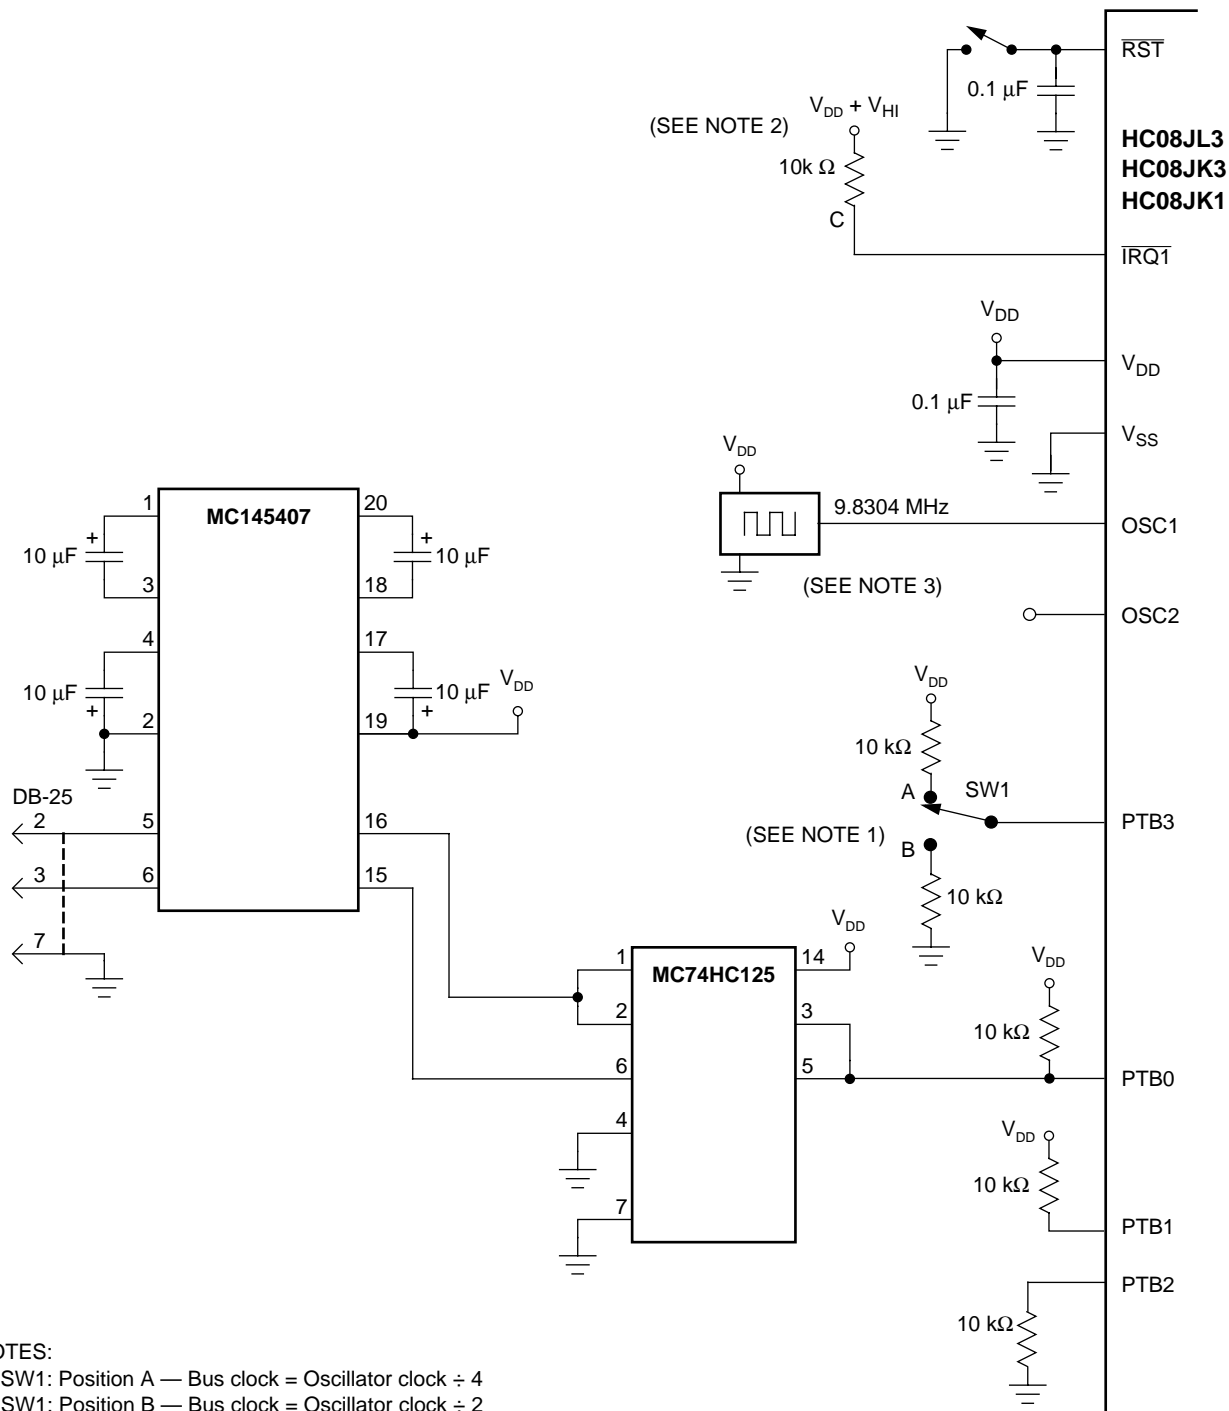 RST
0.1 μF
VDD + VHI
(SEE NOTE 2)
HC08JL3
HC08JK3
HC08JK1
10k Ω
C
IRQ1
VDD
VDD
0.1 μF
VSS
VDD
9.8304 MHz
OSC1
(SEE NOTE 3)
OSC2
1
MC145407
20
+
10 μF
+
10 μF
3
18
4
17
10 μF
+
10 μF
+
VDD
2
19
VDD
10 kΩ
A
SW1
PTB3
(SEE NOTE 1)
B
10 kΩ
DB-25
2
5
16
3
6
15
7
VDD
1
MC74HC125
14
VDD
2
3
10 kΩ
6
5
PTB0
4
VDD
10 kΩ
7
PTB1
PTB2
10 kΩ
OTES:
SW1: Position A — Bus clock = Oscillator clock ÷ 4
SW1: Position B — Bus clock = Oscillator clock ÷ 2